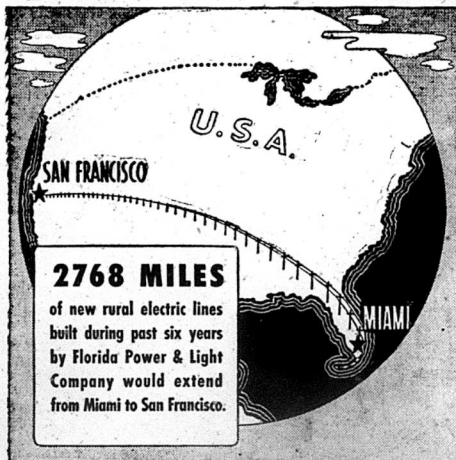 U.S.A.
SAN FRANCISCO
MIAMI
2768 MILES
of new rural electric lines
built during past six years
by Florida Power & Light
Company would extend
from Miami to San Francisco.